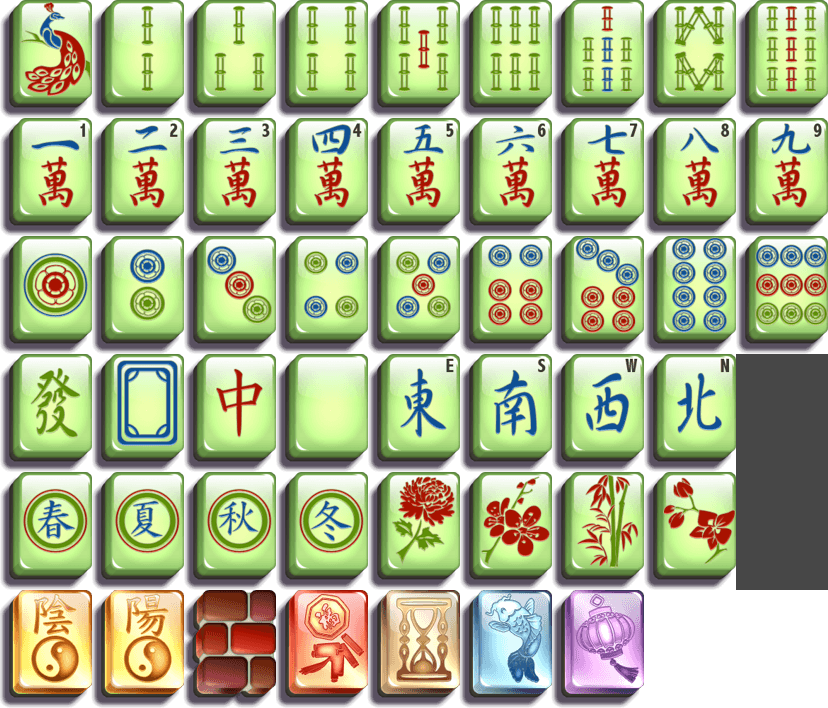 一 1 二 2 三 3 四 4 五 5 六 6 七 7 八 8 九 9
萬 萬 萬 萬 萬 萬 萬 萬 萬
發 中 東 E 南 S 西 W 北 N
春 夏 秋 冬
陰 陽 福